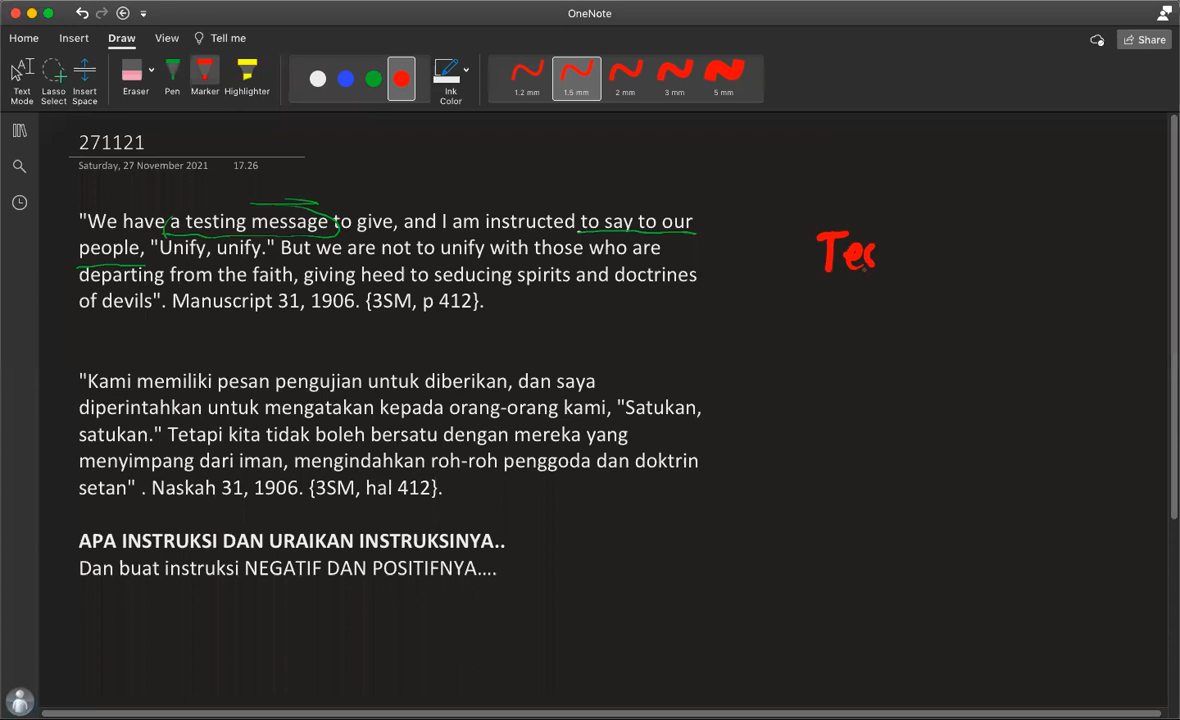 OneNote
Home Insert Draw View Tell me
Share
Text Mode
Lasso Select
Insert Space
Eraser
Pen
Marker
Highlighter
Ink Color
1.2 mm
1.5 mm
2 mm
3 mm
5 mm
271121
Saturday, 27 November 2021 17.26
"We have a testing message to give, and I am instructed to say to our
people, "Unify, unify." But we are not to unify with those who are
departing from the faith, giving heed to seducing spirits and doctrines
of devils". Manuscript 31, 1906. {3SM, p 412}.
Tes
"Kami memiliki pesan pengujian untuk diberikan, dan saya
diperintahkan untuk mengatakan kepada orang-orang kami, "Satukan,
satukan." Tetapi kita tidak boleh bersatu dengan mereka yang
menyimpang dari iman, mengindahkan roh-roh penggoda dan doktrin
setan" . Naskah 31, 1906. {3SM, hal 412}.
APA INSTRUKSI DAN URAIKAN INSTRUKSINYA..
Dan buat instruksi NEGATIF DAN POSITIFNYA....